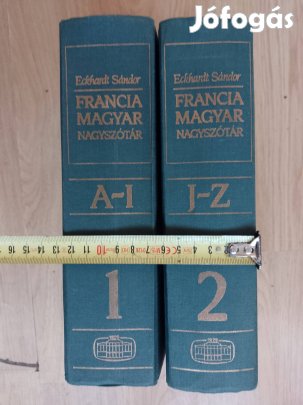 Jófogás
Eckhardt Sándor
FRANCIA
MAGYAR
NAGYSZÓTÁR
A-I
1
Eckhardt Sándor
FRANCIA
MAGYAR
NAGYSZÓTÁR
J-Z
2